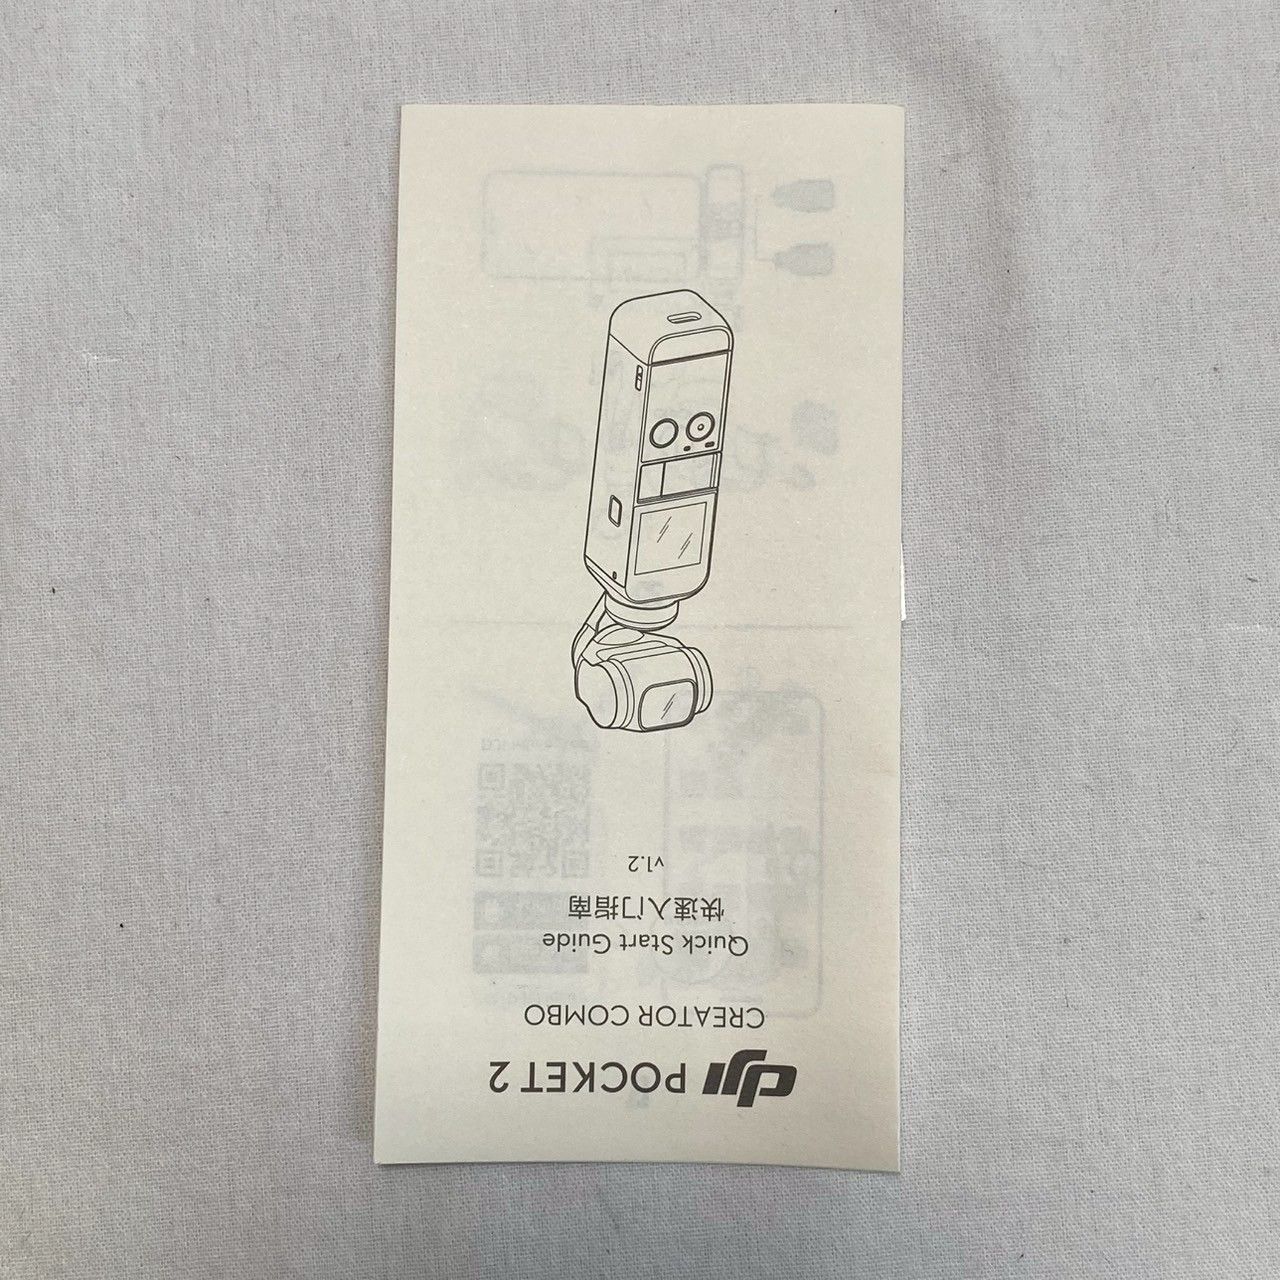 dji POCKET 2
CREATOR COMBO
Quick Start Guide
快速入门指南
v1.2